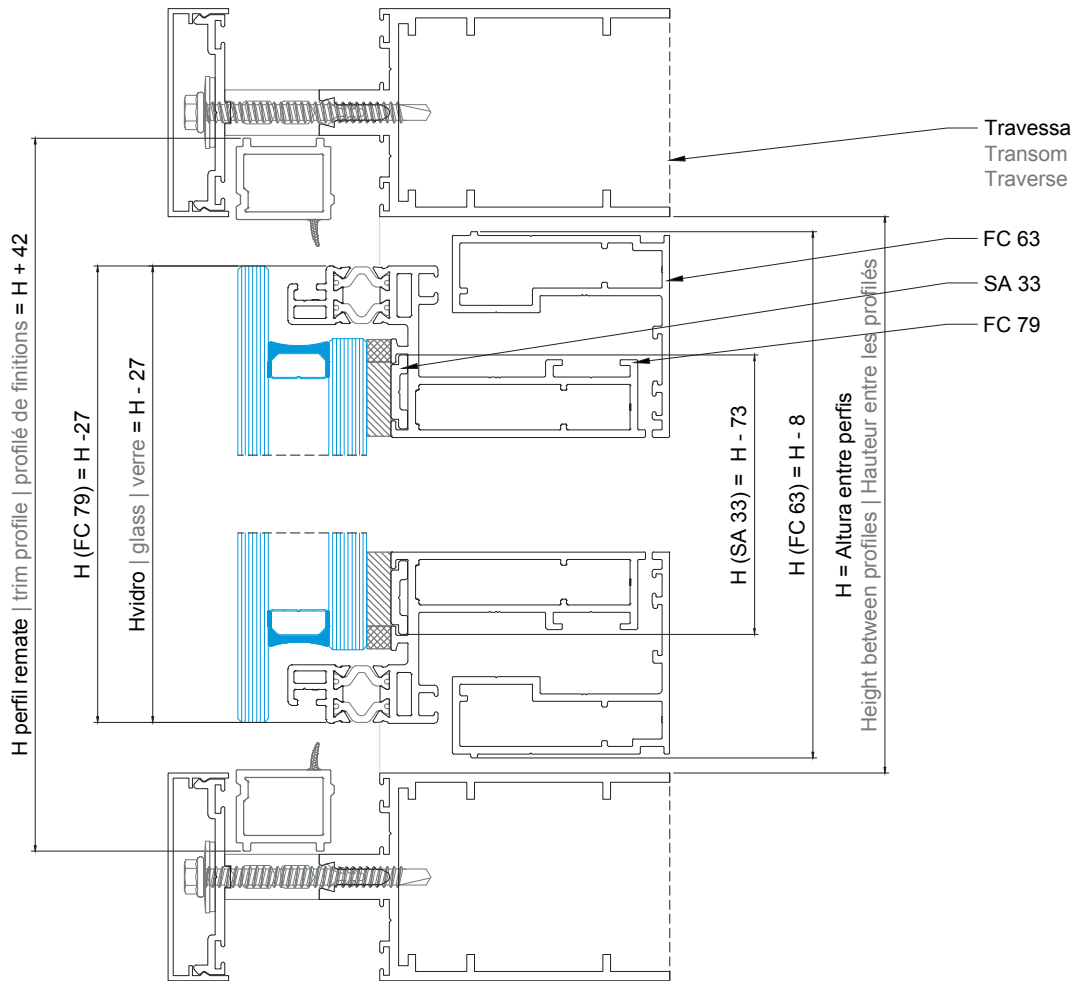 Travessa
Transom
Traverse
FC 63
SA 33
FC 79
H perfil remate | trim profile | profilé de finitions = H + 42
H (FC 79) = H -27
Hvidro | glass | verre = H - 27
H (SA 33) = H - 73
H (FC 63) = H - 8
H = Altura entre perfis
Height between profiles | Hauteur entre les profilés